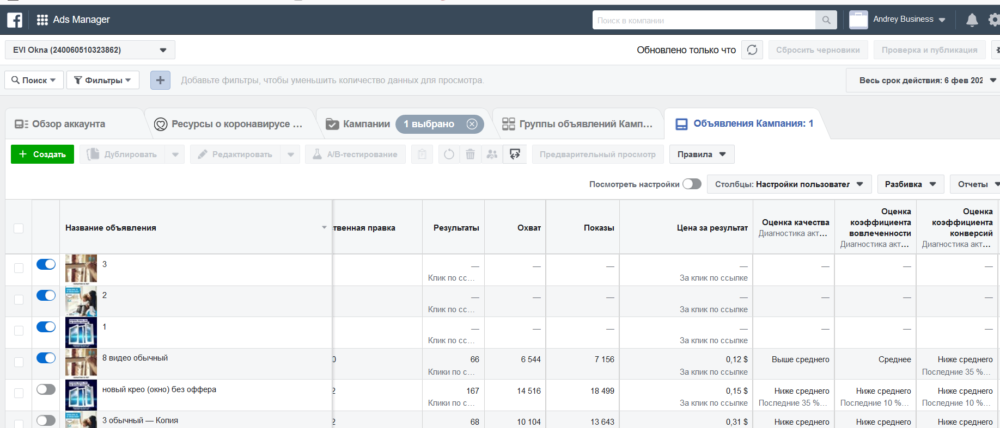 Ads Manager
Поиск в компании
Andrey Business
EVI Okna (240060510323862)
Обновлено только что
Сбросить черновики
Проверка и публикация
Поиск
Фильтры
Добавьте фильтры, чтобы уменьшить количество данных для просмотра.
Весь срок действия: 6 фев 202
Обзор аккаунта
Ресурсы о коронавирусе ...
Кампании
1 выбрано
Группы объявлений Камп...
Объявления Кампания: 1
+ Создать
Дублировать
Редактировать
A/B-тестирование
Предварительный просмотр
Правила
Посмотреть настройки
Столбцы: Настройки пользовател
Разбивка
Отчеты
Название объявления
твенная правка
Результаты
Охват
Показы
Цена за результат
Оценка качества
Диагностика акт...
Оценка
коэффициента
вовлеченности
Диагностика акт...
Оценка
коэффициента
конверсий
Диагностика акт...
3
— — — — — — —
Клик по сс...
За клик по ссылке
2
— — — — — — —
Клик по сс...
За клик по ссылке
1
— — — — — — —
Клик по сс...
За клик по ссылке
8 видео обычный
0
66
6 544
7 156
0,12 $
Выше среднего
Среднее
Ниже среднего
Клики по с...
За клик по ссылке
Последние 35 %...
новый крео (окно) без оффера
2
167
14 516
18 499
0,15 $
Ниже среднего
Ниже среднего
Ниже среднего
Клики по с...
За клик по ссылке
Последние 35 %...
Последние 10 %...
Последние 10 %...
3 обычный — Копия
2
68
10 104
13 643
0,31 $
Ниже среднего
Ниже среднего
Ниже среднего